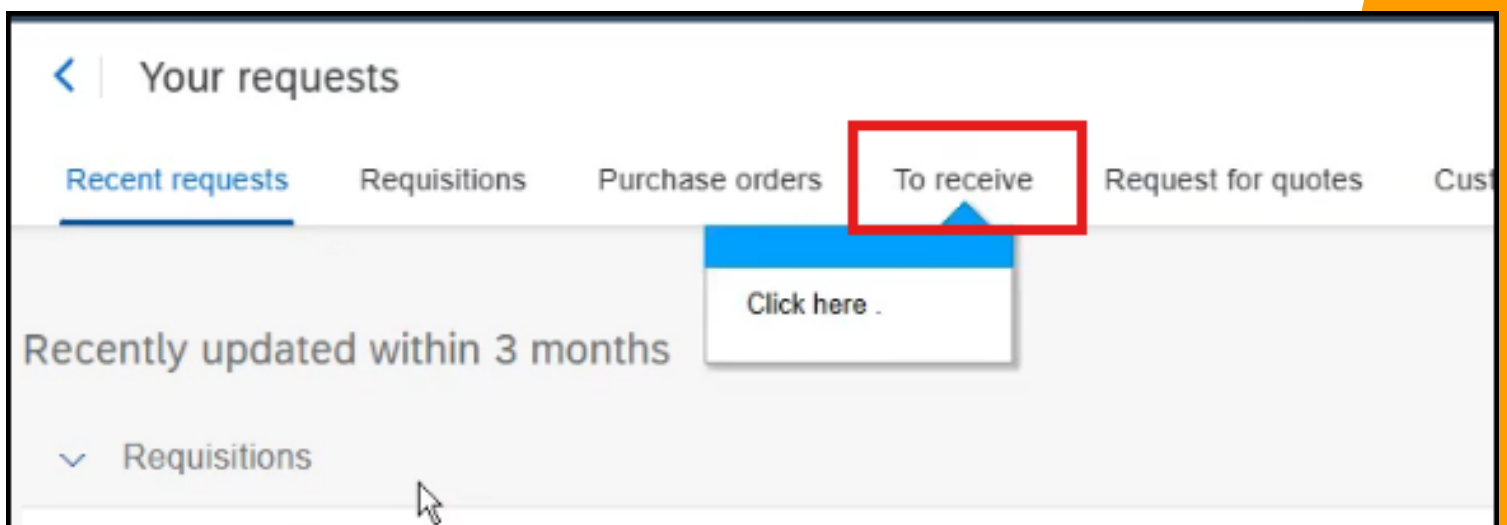 Your requests
Recent requests Requisitions Purchase orders To receive Request for quotes Cust
Click here .
Recently updated within 3 months
Requisitions